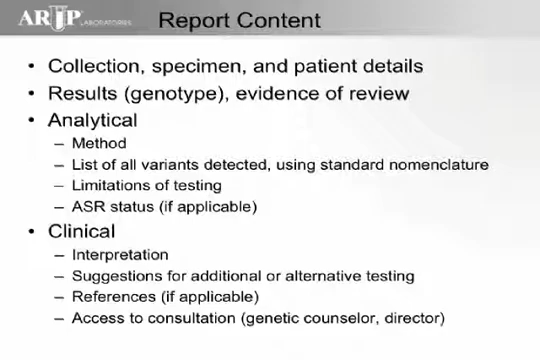 ARUP LABORATORIES Report Content
• Collection, specimen, and patient details
• Results (genotype), evidence of review
• Analytical
– Method
– List of all variants detected, using standard nomenclature
– Limitations of testing
– ASR status (if applicable)
• Clinical
– Interpretation
– Suggestions for additional or alternative testing
– References (if applicable)
– Access to consultation (genetic counselor, director)